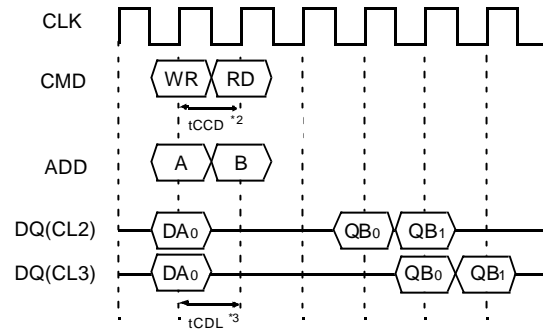 CLK
CMD WR RD
tCCD *2
ADD A B
DQ(CL2) DA0 QB0 QB1
DQ(CL3) DA0 QB0 QB1
tCDL *3